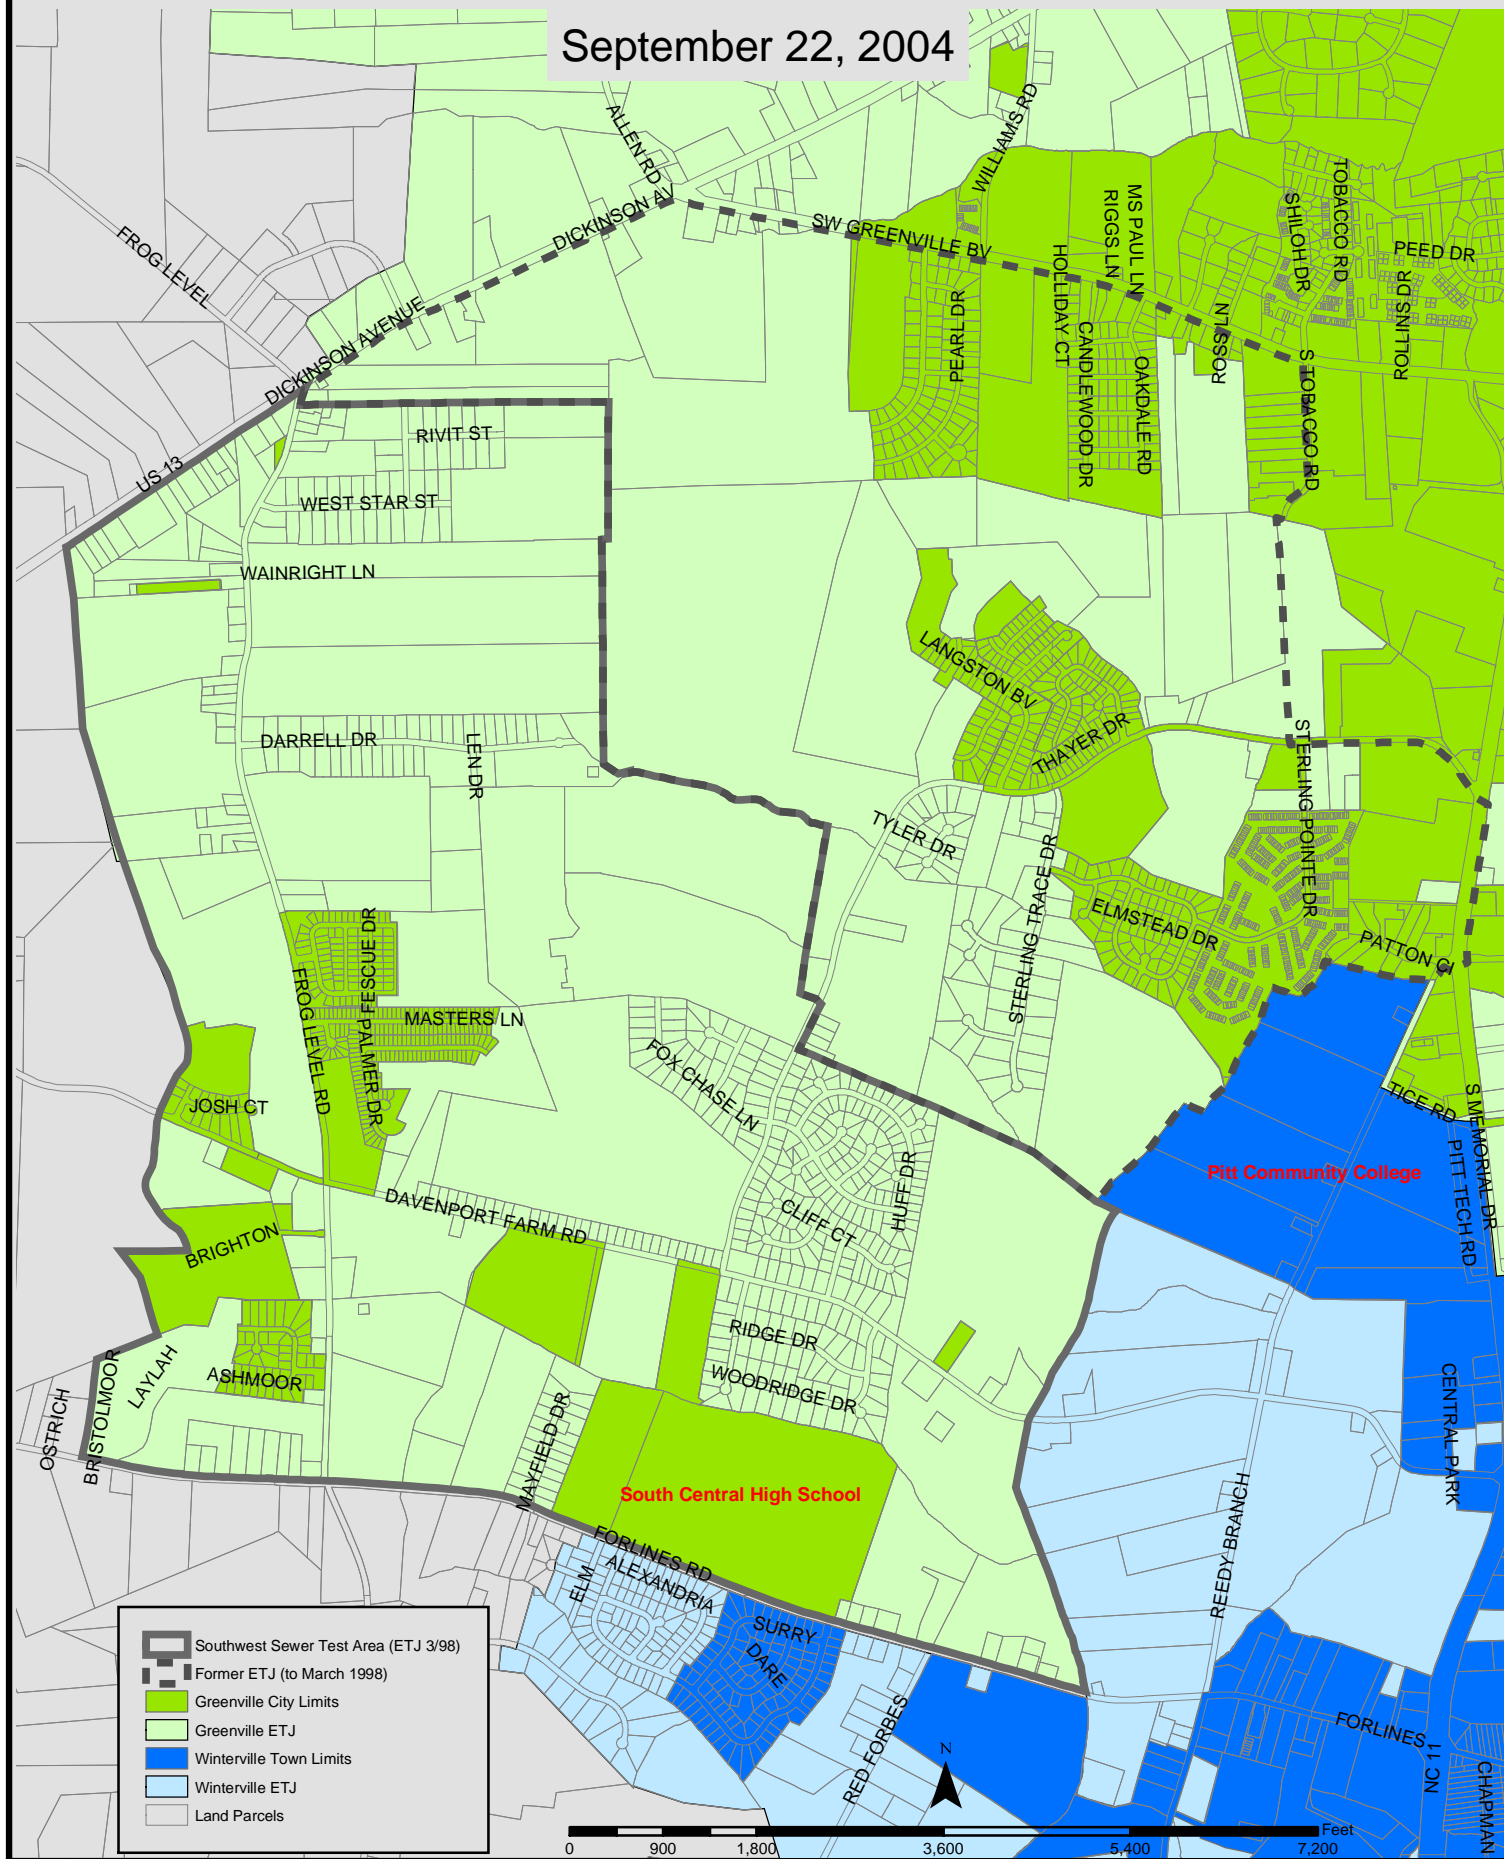 September 22, 2004
ALLEN RD
WILLIAMS RD
FROG LEVEL
DICKINSON AV
SW GREENVILLE BV
MS PAUL LN
RIGGS LN
SHILOH DR
TOBACCO RD
PEED DR
ROLLINS DR
HOLLIDAY CT
PEARL DR
CANDLEWOOD DR
OAKDALE RD
ROSS LN
S TOBACCO RD
DICKINSON AVENUE
US 13
RIVIT ST
WEST STAR ST
WAINRIGHT LN
LANGSTON BV
THAYER DR
DARRELL DR
LEN DR
TYLER DR
STERLING TRACE DR
STERLING POINTE DR
ELMSTEAD DR
PATTON CI
FESCUE DR
PALMER DR
FROG LEVEL RD
MASTERS LN
FOX CHASE LN
JOSH CT
TICE RD
S MEMORIAL DR
PITT TECH RD
Pitt Community College
HUFF DR
CLIFF CT
DAVENPORT FARM RD
BRIGHTON
RIDGE DR
WOODRIDGE DR
LAYLAH
ASHMOOR
BRISTOLMOOR
OSTRICH
MAYFIELD DR
South Central High School
CENTRAL PARK
REEDY BRANCH
FORLINES RD
ALEXANDRIA
ELM
SURRY
DARE
RED FORBES
FORLINES
NC 11
CHAPMAN
Southwest Sewer Test Area (ETJ 3/98)
Former ETJ (to March 1998)
Greenville City Limits
Greenville ETJ
Winterville Town Limits
Winterville ETJ
Land Parcels
N
Feet
0 900 1,800 3,600 5,400 7,200